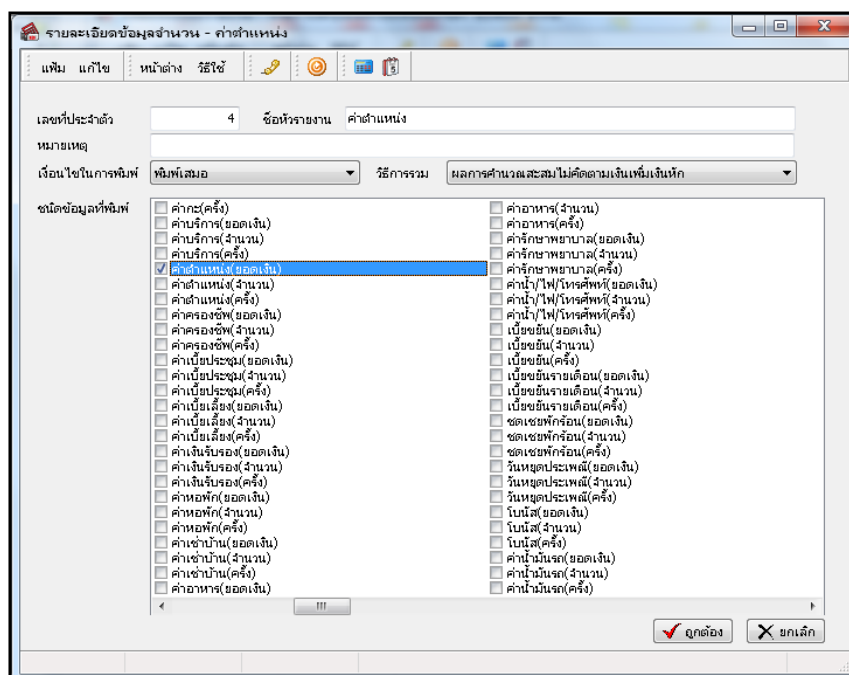 รายละเอียดข้อมูลจำนวน - ค่าตำแหน่ง
แฟ้ม แก้ไข หน้าต่าง วิธีใช้
เลขที่ประจำตัว 4 ชื่อหัวรายงาน ค่าตำแหน่ง
หมายเหตุ
เงื่อนไขในการพิมพ์ พิมพ์เสมอ วิธีการรวม ผลการคำนวณสะสมไม่คิดตามเงินเพิ่มเงินหัก
ชนิดข้อมูลที่พิมพ์
ค่ากะ(ครั้ง)
ค่าบริการ(ยอดเงิน)
ค่าบริการ(จำนวน)
ค่าบริการ(ครั้ง)
ค่าตำแหน่ง(ยอดเงิน)
ค่าตำแหน่ง(จำนวน)
ค่าตำแหน่ง(ครั้ง)
ค่าครองชีพ(ยอดเงิน)
ค่าครองชีพ(จำนวน)
ค่าครองชีพ(ครั้ง)
ค่าเบี้ยประชุม(ยอดเงิน)
ค่าเบี้ยประชุม(จำนวน)
ค่าเบี้ยประชุม(ครั้ง)
ค่าเบี้ยเลี้ยง(ยอดเงิน)
ค่าเบี้ยเลี้ยง(จำนวน)
ค่าเบี้ยเลี้ยง(ครั้ง)
ค่าเงินรับรอง(ยอดเงิน)
ค่าเงินรับรอง(จำนวน)
ค่าเงินรับรอง(ครั้ง)
ค่าหอพัก(ยอดเงิน)
ค่าหอพัก(จำนวน)
ค่าหอพัก(ครั้ง)
ค่าเช่าบ้าน(ยอดเงิน)
ค่าเช่าบ้าน(จำนวน)
ค่าเช่าบ้าน(ครั้ง)
ค่าอาหาร(ยอดเงิน)
ค่าอาหาร(จำนวน)
ค่าอาหาร(ครั้ง)
ค่ารักษาพยาบาล(ยอดเงิน)
ค่ารักษาพยาบาล(จำนวน)
ค่ารักษาพยาบาล(ครั้ง)
ค่าน้ำ/ไฟ/โทรศัพท์(ยอดเงิน)
ค่าน้ำ/ไฟ/โทรศัพท์(จำนวน)
ค่าน้ำ/ไฟ/โทรศัพท์(ครั้ง)
เบี้ยขยัน(ยอดเงิน)
เบี้ยขยัน(จำนวน)
เบี้ยขยัน(ครั้ง)
เบี้ยขยันรายเดือน(ยอดเงิน)
เบี้ยขยันรายเดือน(จำนวน)
เบี้ยขยันรายเดือน(ครั้ง)
ชดเชยพักร้อน(ยอดเงิน)
ชดเชยพักร้อน(จำนวน)
ชดเชยพักร้อน(ครั้ง)
วันหยุดประเพณี(ยอดเงิน)
วันหยุดประเพณี(จำนวน)
วันหยุดประเพณี(ครั้ง)
โบนัส(ยอดเงิน)
โบนัส(จำนวน)
โบนัส(ครั้ง)
ค่าน้ำมันรถ(ยอดเงิน)
ค่าน้ำมันรถ(จำนวน)
ค่าน้ำมันรถ(ครั้ง)
ถูกต้อง ยกเลิก